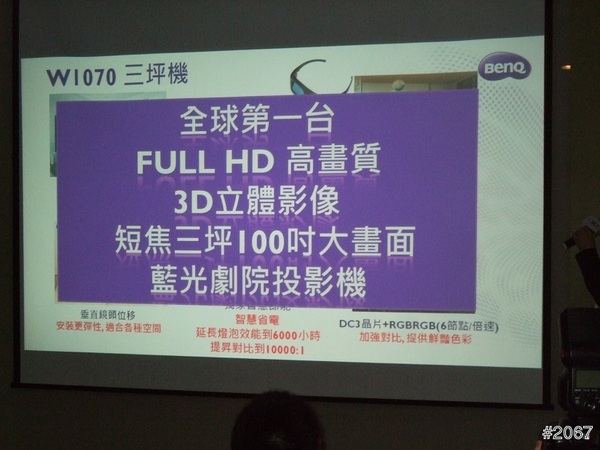 W1070 三坪機
BenQ
全球第一台
FULL HD 高畫質
3D立體影像
短焦三坪100吋大畫面
藍光劇院投影機
垂直鏡頭位移
安裝更彈性, 適合各種空間
智慧省電
延長燈泡效能到6000小時
提昇對比到10000:1
DC3晶片+RGBRGB(6節點/倍速)
加強對比, 提供鮮豔色彩
#2067